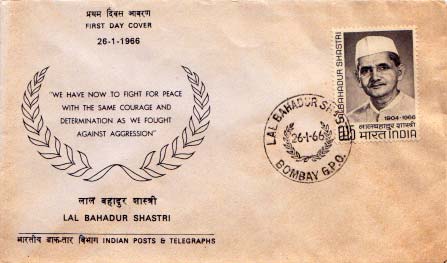 प्रथम दिवस आवरण
FIRST DAY COVER
26-1-1966
"WE HAVE NOW TO FIGHT FOR PEACE
WITH THE SAME COURAGE AND
DETERMINATION AS WE FOUGHT
AGAINST AGGRESSION"
लाल बहादुर शास्त्री
LAL BAHADUR SHASTRI
भारतीय डाक-तार विभाग INDIAN POSTS & TELEGRAPHS
LAL BAHADUR SHASTRI
26-1-66
BOMBAY G.P.O.
BAHADUR SHASTRI
1904-1966
लालबहादुर शास्त्री
भारत INDIA